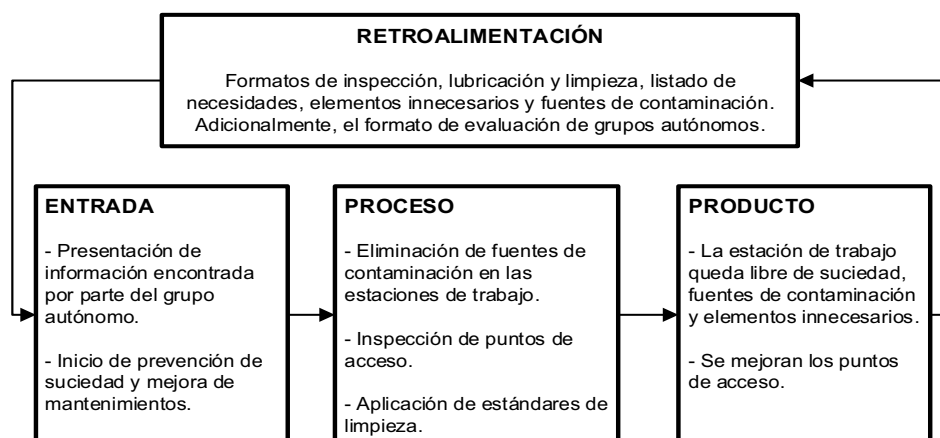 RETROALIMENTACIÓN
Formatos de inspección, lubricación y limpieza, listado de
necesidades, elementos innecesarios y fuentes de contaminación.
Adicionalmente, el formato de evaluación de grupos autónomos.
ENTRADA
- Presentación de
información encontrada
por parte del grupo
autónomo.
- Inicio de prevención de
suciedad y mejora de
mantenimientos.
PROCESO
- Eliminación de fuentes de
contaminación en las
estaciones de trabajo.
- Inspección de puntos de
acceso.
- Aplicación de estándares de
limpieza.
PRODUCTO
- La estación de trabajo
queda libre de suciedad,
fuentes de contaminación
y elementos innecesarios.
- Se mejoran los puntos
de acceso.